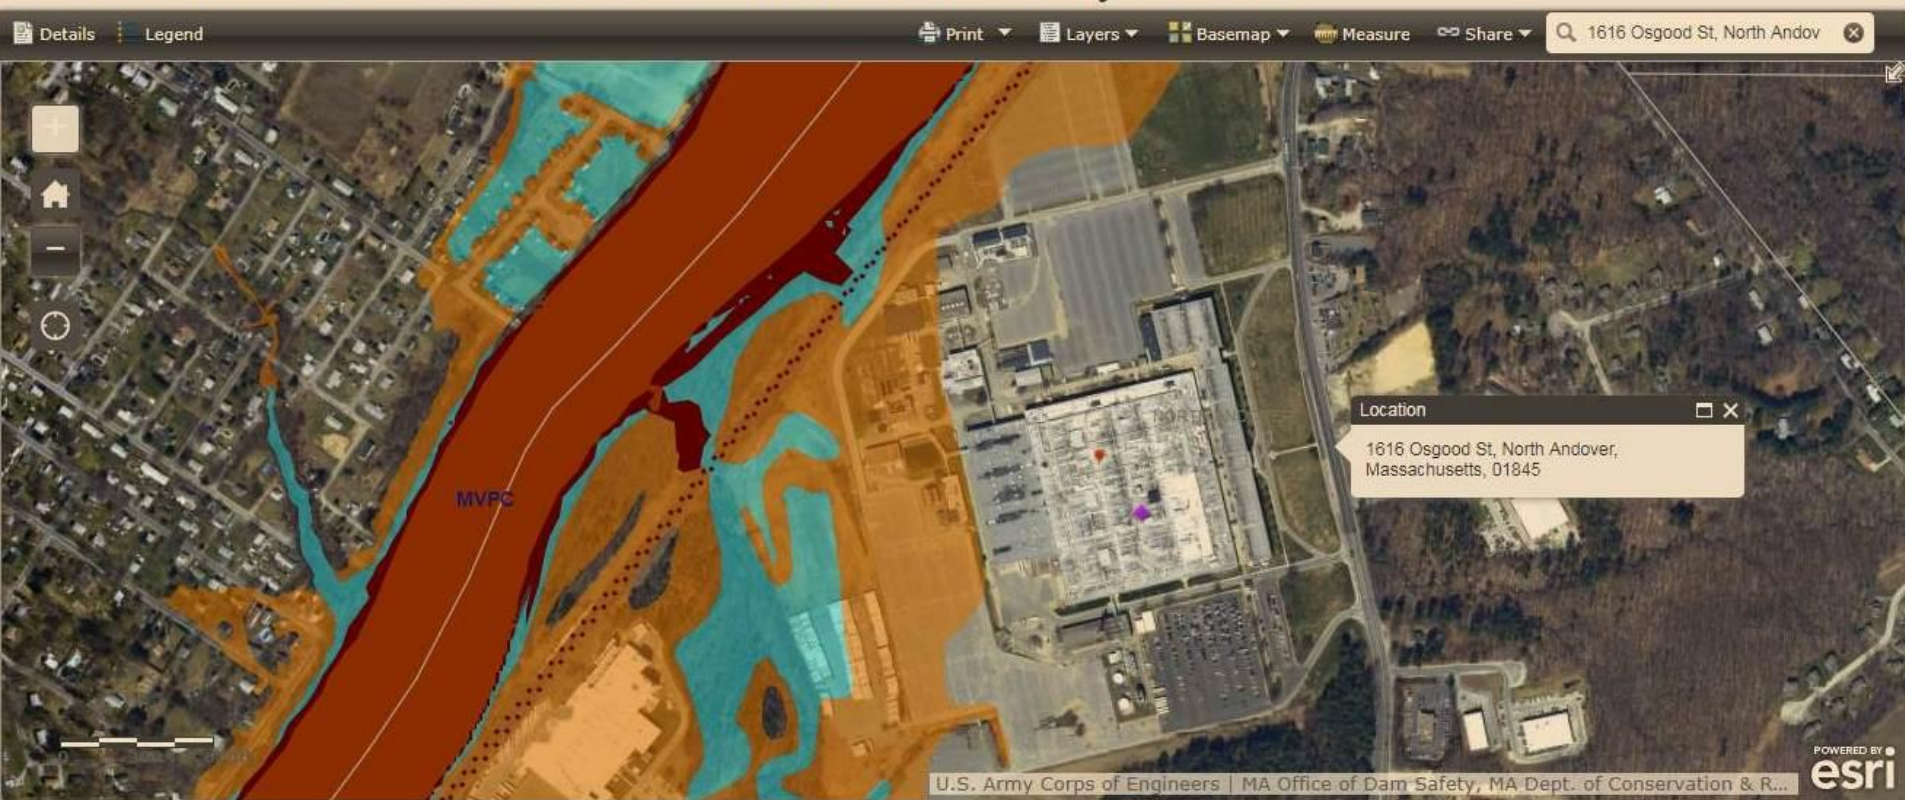 Details Legend Print Layers Basemap Measure Share 1616 Osgood St, North Andov
Location
1616 Osgood St, North Andover,
Massachusetts, 01845
MVPC
POWERED BY
esri
U.S. Army Corps of Engineers | MA Office of Dam Safety, MA Dept. of Conservation & R...